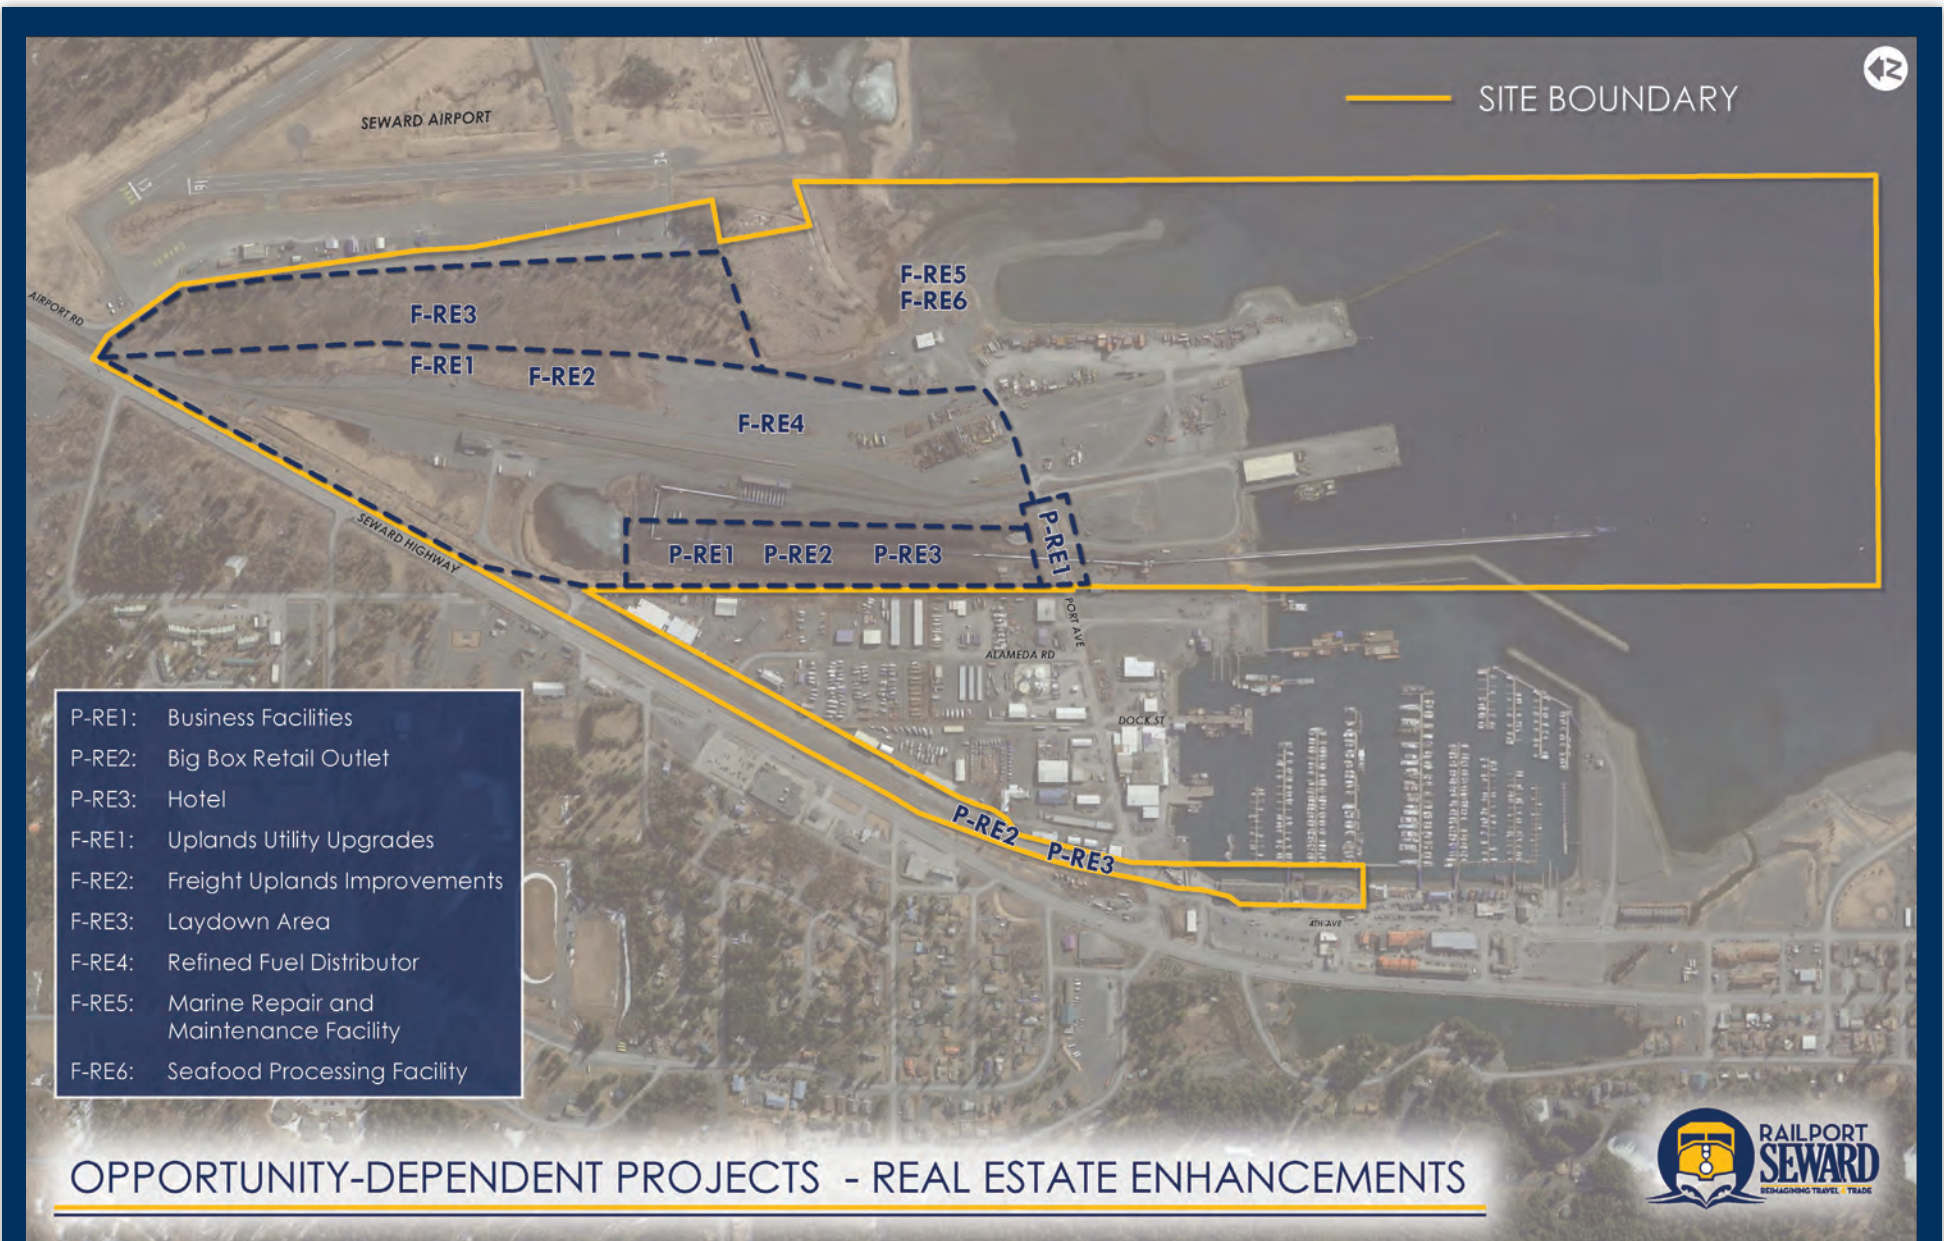 SITE BOUNDARY
N
SEWARD AIRPORT
AIRPORT RD
F-RE5
F-RE6
F-RE3
F-RE1
F-RE2
F-RE4
SEWARD HIGHWAY
P-RE1
P-RE2
P-RE3
P-RE1
PORT AVE
ALAMEDA RD
DOCK ST
P-RE2
P-RE3
4TH AVE
P-RE1: Business Facilities
P-RE2: Big Box Retail Outlet
P-RE3: Hotel
F-RE1: Uplands Utility Upgrades
F-RE2: Freight Uplands Improvements
F-RE3: Laydown Area
F-RE4: Refined Fuel Distributor
F-RE5: Marine Repair and
Maintenance Facility
F-RE6: Seafood Processing Facility
OPPORTUNITY-DEPENDENT PROJECTS - REAL ESTATE ENHANCEMENTS
RAILPORT
SEWARD
REIMAGINING TRAVEL & TRADE